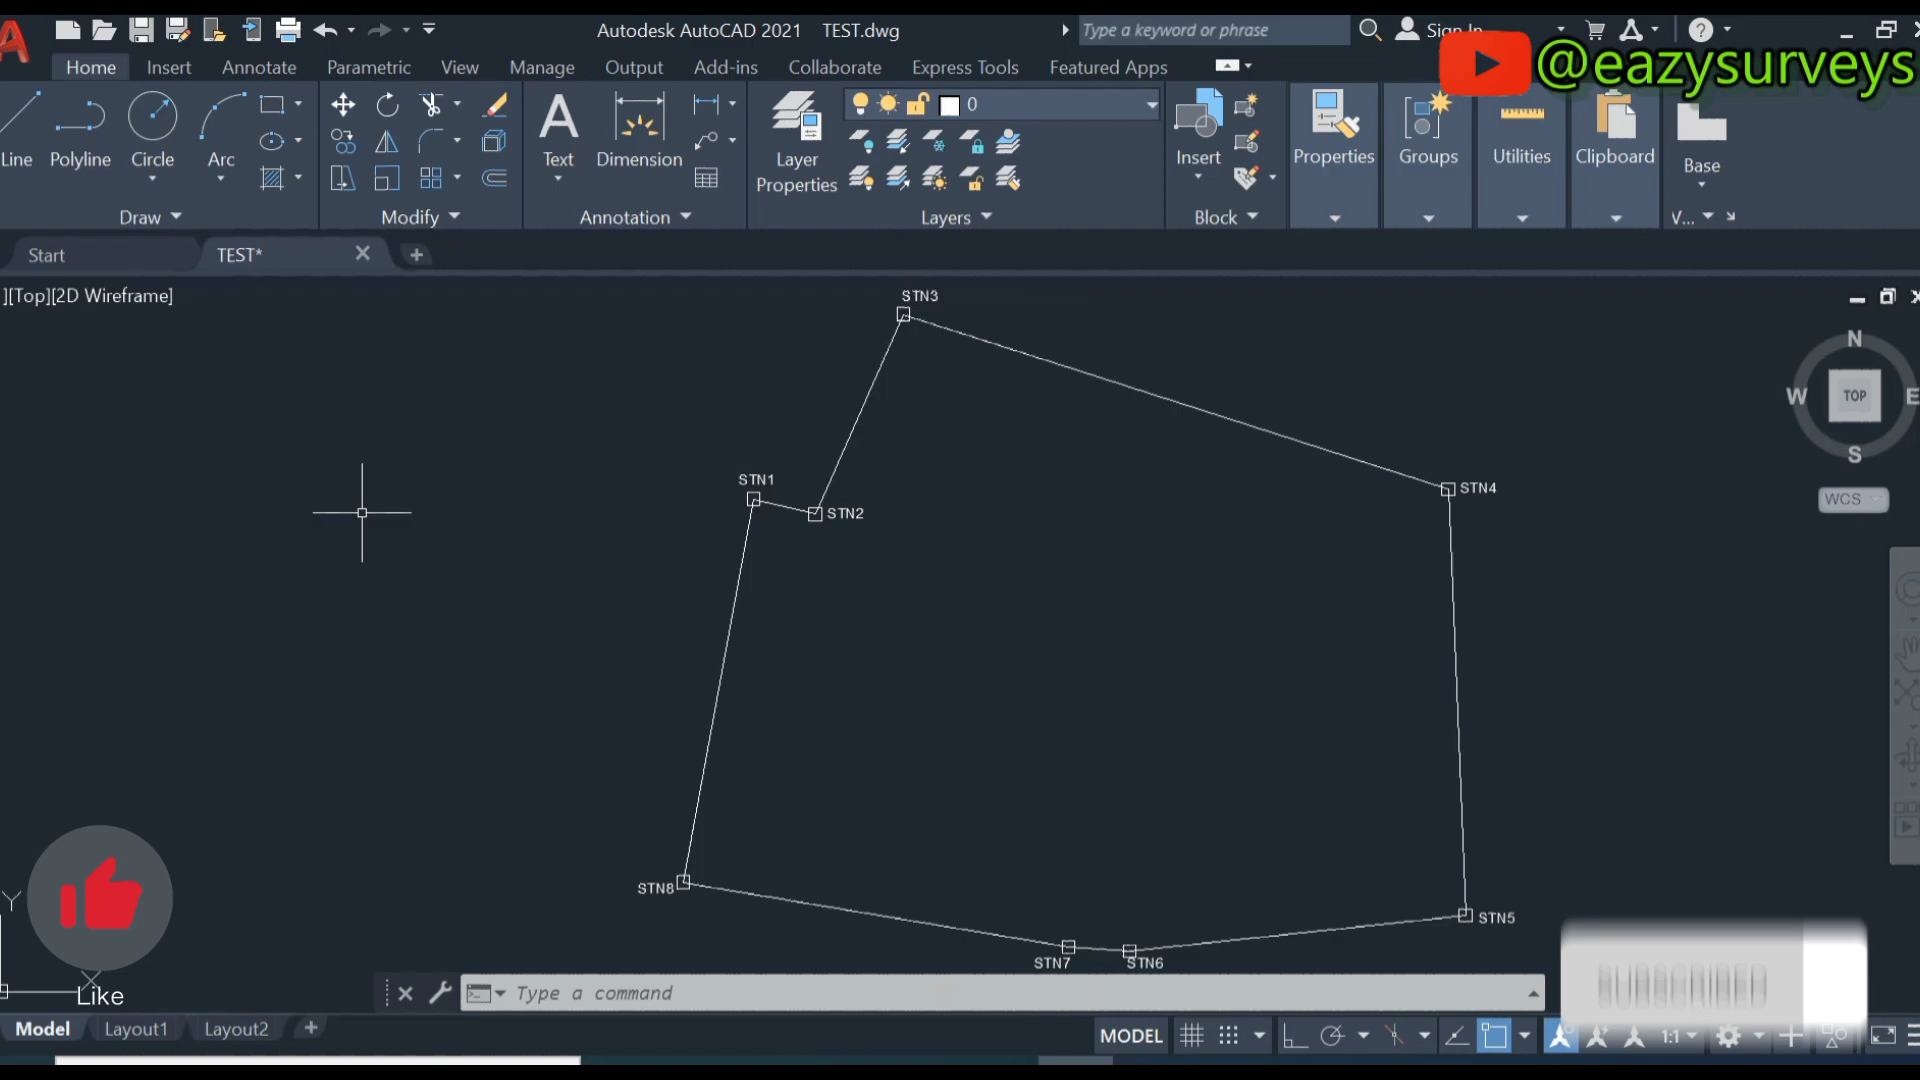 Autodesk AutoCAD 2021 TEST.dwg
Type a keyword or phrase
Sign In
@eazysurveys
Home Insert Annotate Parametric View Manage Output Add-ins Collaborate Express Tools Featured Apps
0
Line Polyline Circle Arc
Text Dimension
Layer Properties
Insert
Properties Groups Utilities Clipboard Base
Draw Modify Annotation Layers Block V...
Start TEST*
][Top][2D Wireframe]
STN3
N
W TOP E
S
STN1
STN4
WCS
STN2
STN8
STN5
STN7 STN6
Y
X
Like
Type a command
Model Layout1 Layout2
MODEL
1:1